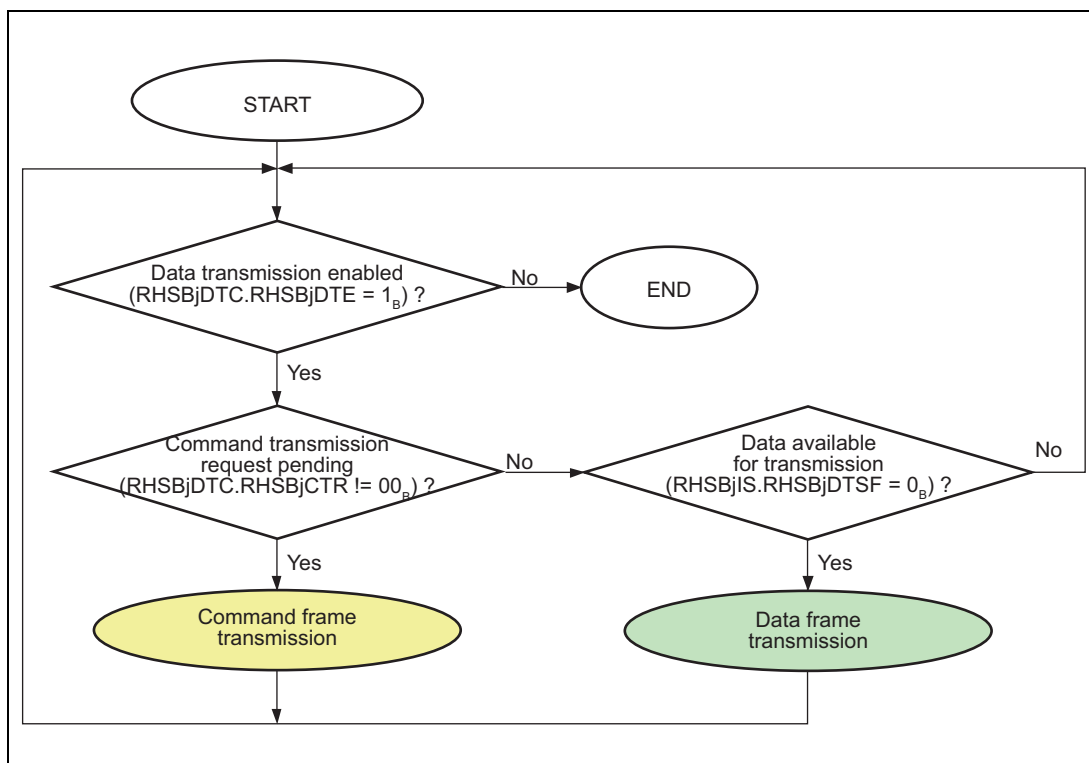 START
Data transmission enabled
(RHSBjDTC.RHSBjDTE = 1B) ?
No
END
Yes
Command transmission
request pending
(RHSBjDTC.RHSBjCTR != 00B) ?
No
Data available
for transmission
(RHSBjIS.RHSBjDTSF = 0B) ?
No
Yes
Yes
Command frame
transmission
Data frame
transmission